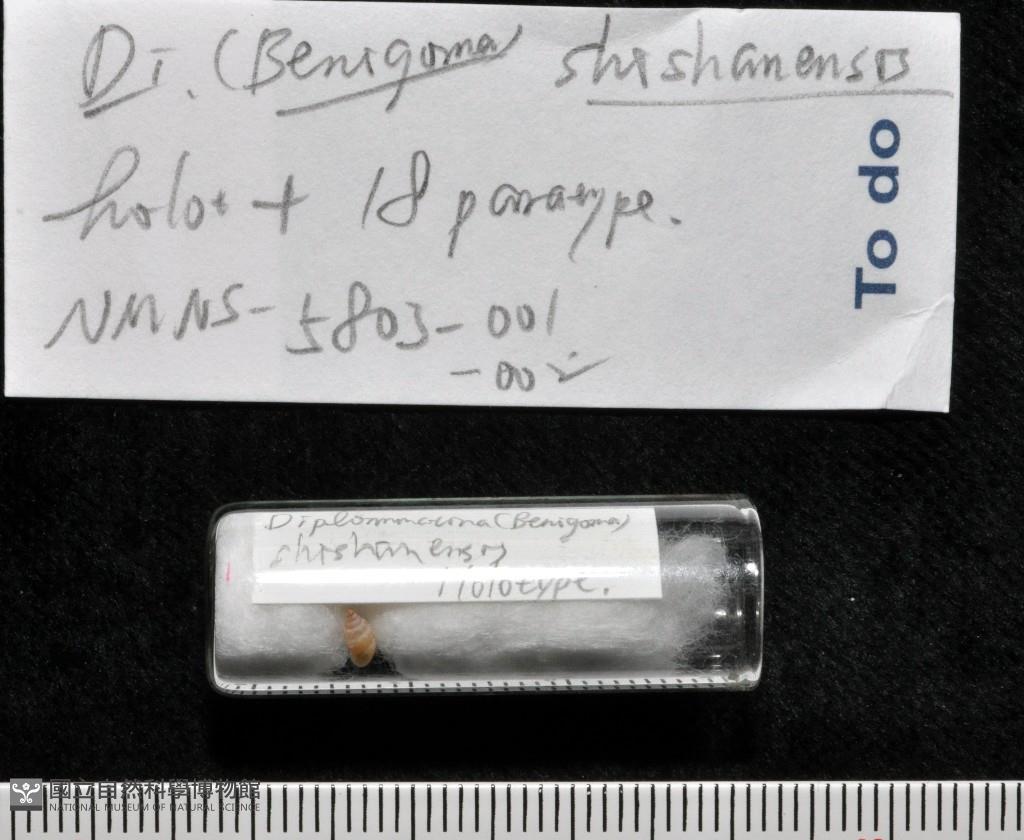 Di. (Benigoma) shishanensis
holo + 18 paratype.
NMNS-5803-001
-002
To do
Diplommatina (Benigoma)
shishanensis
Holotype.
國立自然科學博物館
NATIONAL MUSEUM OF NATURAL SCIENCE